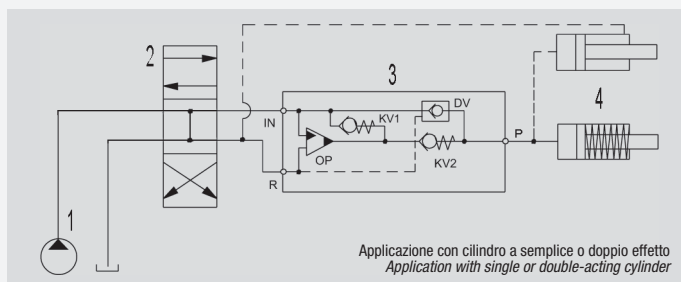 2
3
DV
IN
KV1
P
4
OP
KV2
R
1
Applicazione con cilindro a semplice o doppio effetto
Application with single or double-acting cylinder